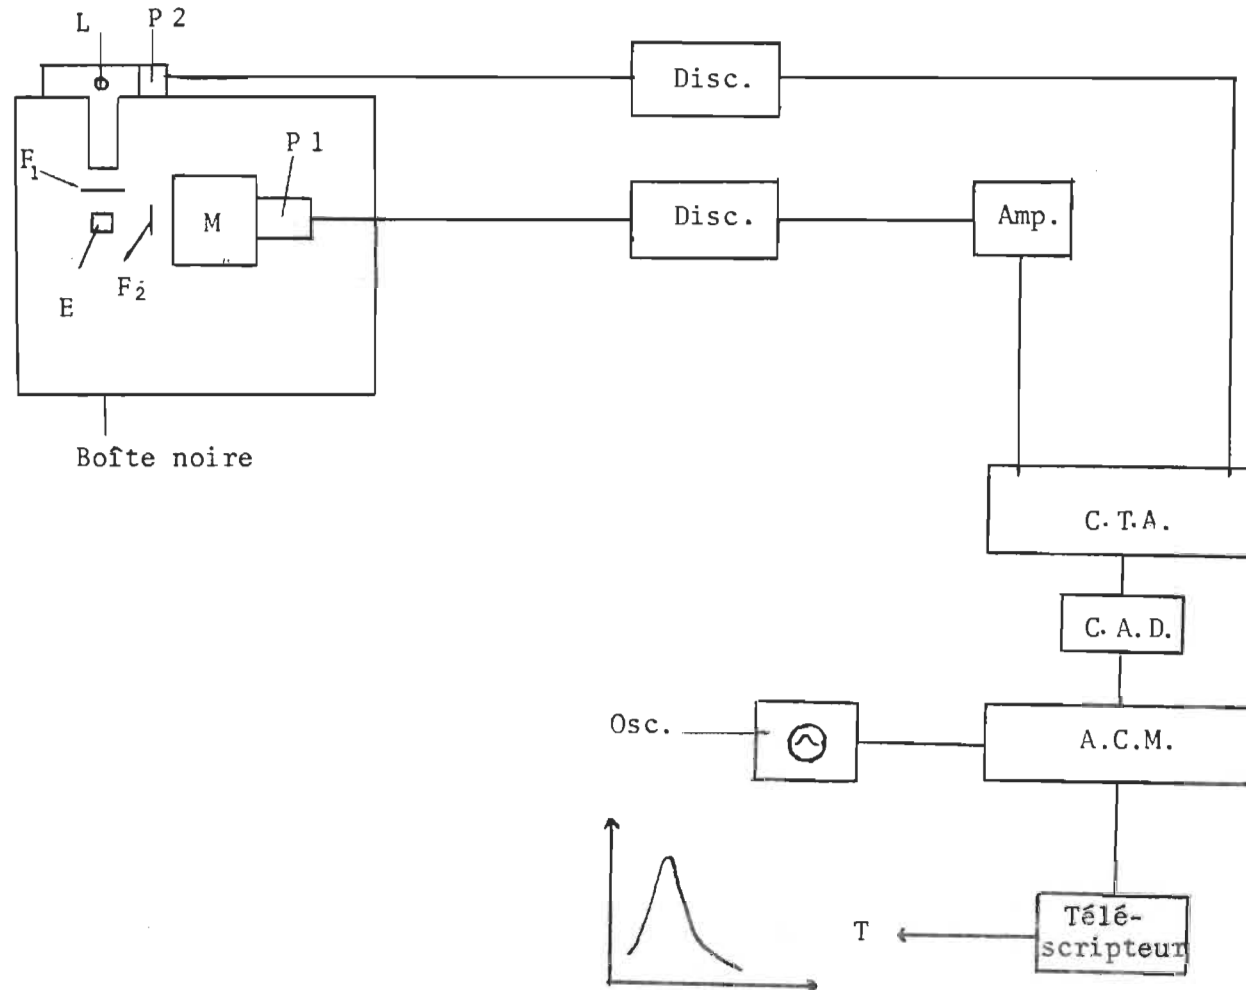 L
P 2
Disc.
P 1
F1
M
Disc.
Amp.
E
F2
Boîte noire
C.T.A.
C.A.D.
Osc.
A.C.M.
T
Télé-
scripteur